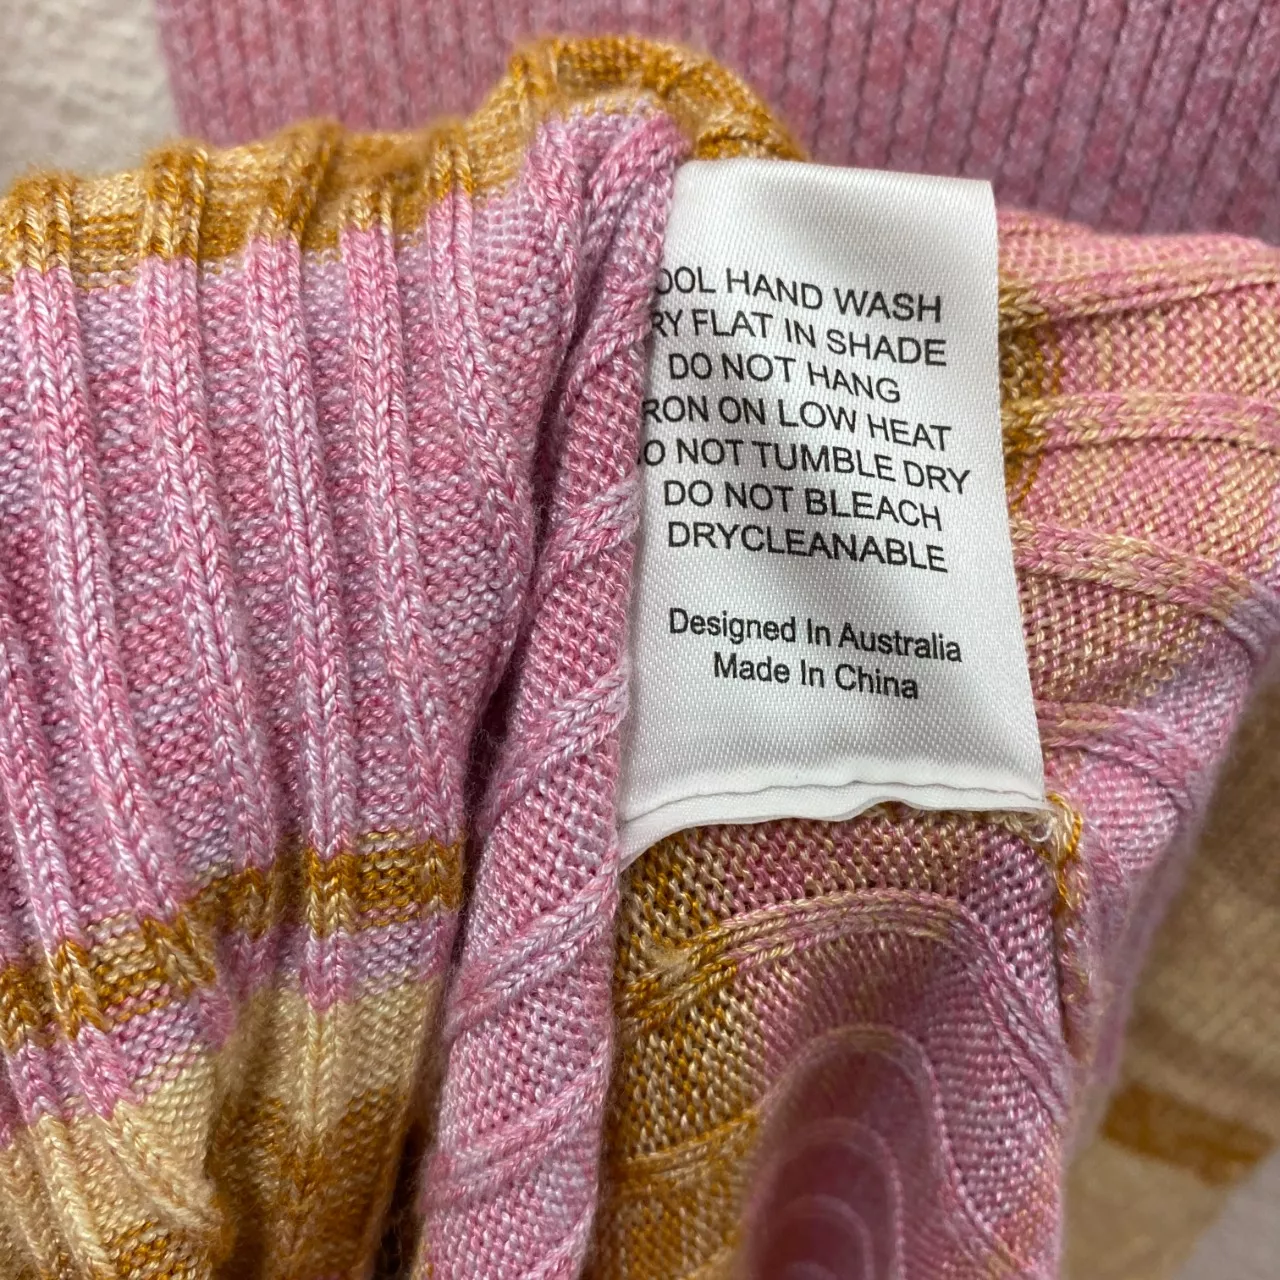 OOL HAND WASH
RY FLAT IN SHADE
DO NOT HANG
RON ON LOW HEAT
O NOT TUMBLE DRY
DO NOT BLEACH
DRYCLEANABLE
Designed In Australia
Made In China